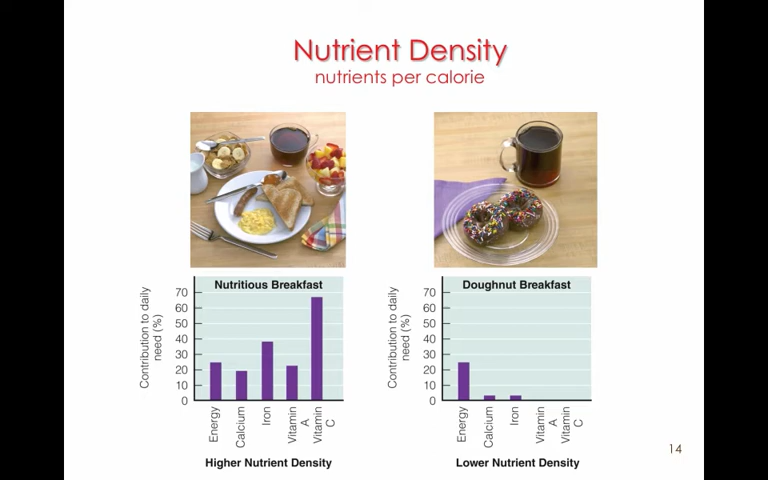 Nutrient Density
nutrients per calorie
Nutritious Breakfast
Contribution to daily
need (%)
70
60
50
40
30
20
10
0
Energy
Calcium
Iron
Vitamin
A
Vitamin
C
Higher Nutrient Density
Doughnut Breakfast
Contribution to daily
need (%)
70
60
50
40
30
20
10
0
Energy
Calcium
Iron
Vitamin
A
Vitamin
C
Lower Nutrient Density
14